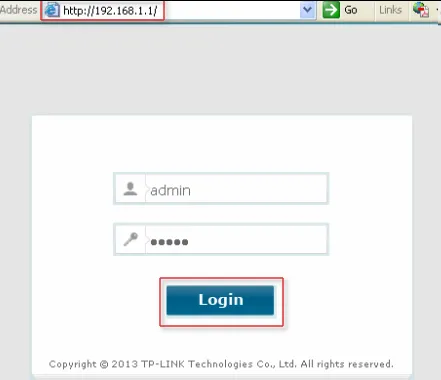 Address http://192.168.1.1/ Go Links
admin
•••••
Login
Copyright © 2013 TP-LINK Technologies Co., Ltd. All rights reserved.